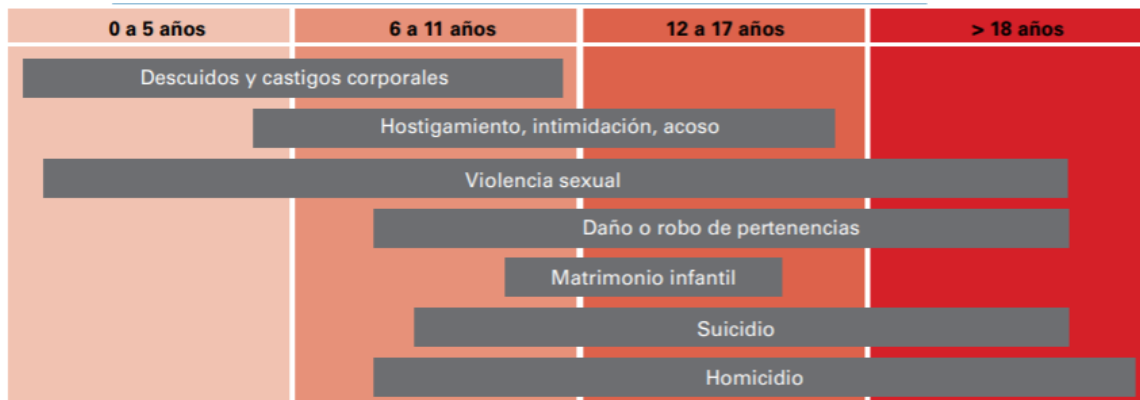 0 a 5 años
6 a 11 años
12 a 17 años
> 18 años
Descuidos y castigos corporales
Hostigamiento, intimidación, acoso
Violencia sexual
Daño o robo de pertenencias
Matrimonio infantil
Suicidio
Homicidio